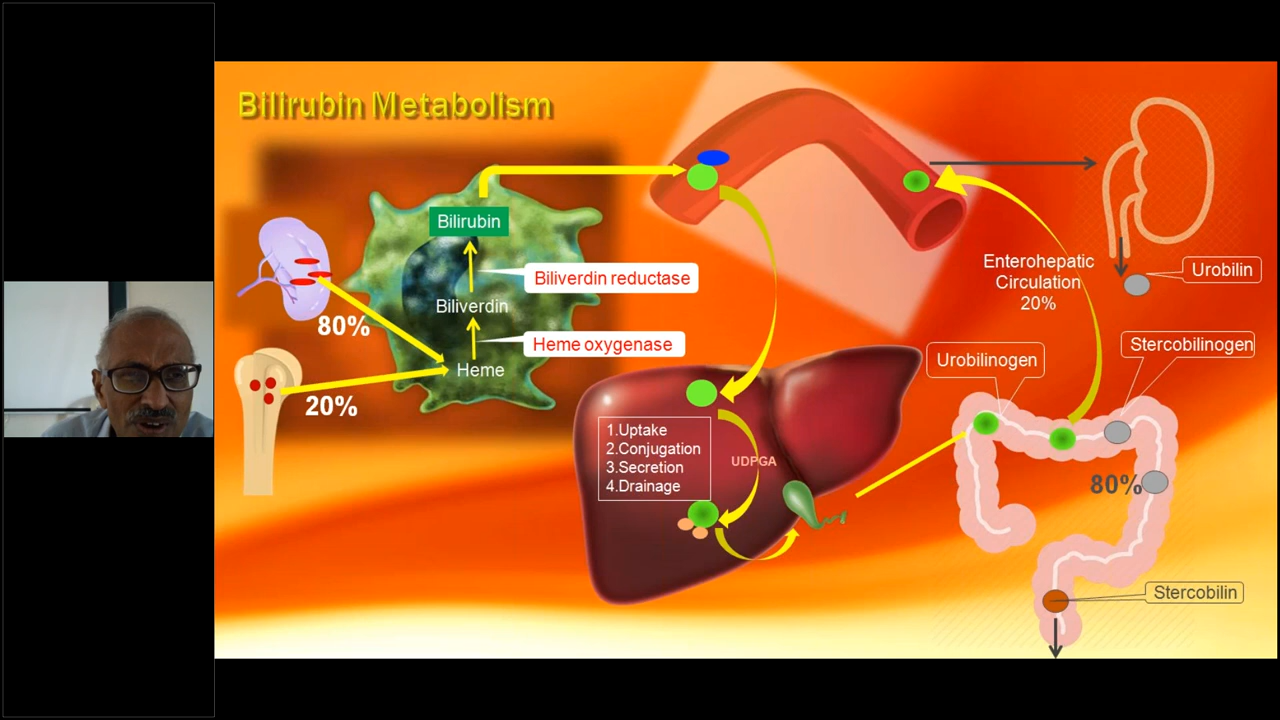 Bilirubin Metabolism
Bilirubin
Biliverdin reductase
Biliverdin
80%
Heme oxygenase
Heme
20%
1.Uptake
2.Conjugation
3.Secretion
4.Drainage
UDPGA
Enterohepatic
Circulation
20%
Urobilin
Urobilinogen
Stercobilinogen
80%
Stercobilin